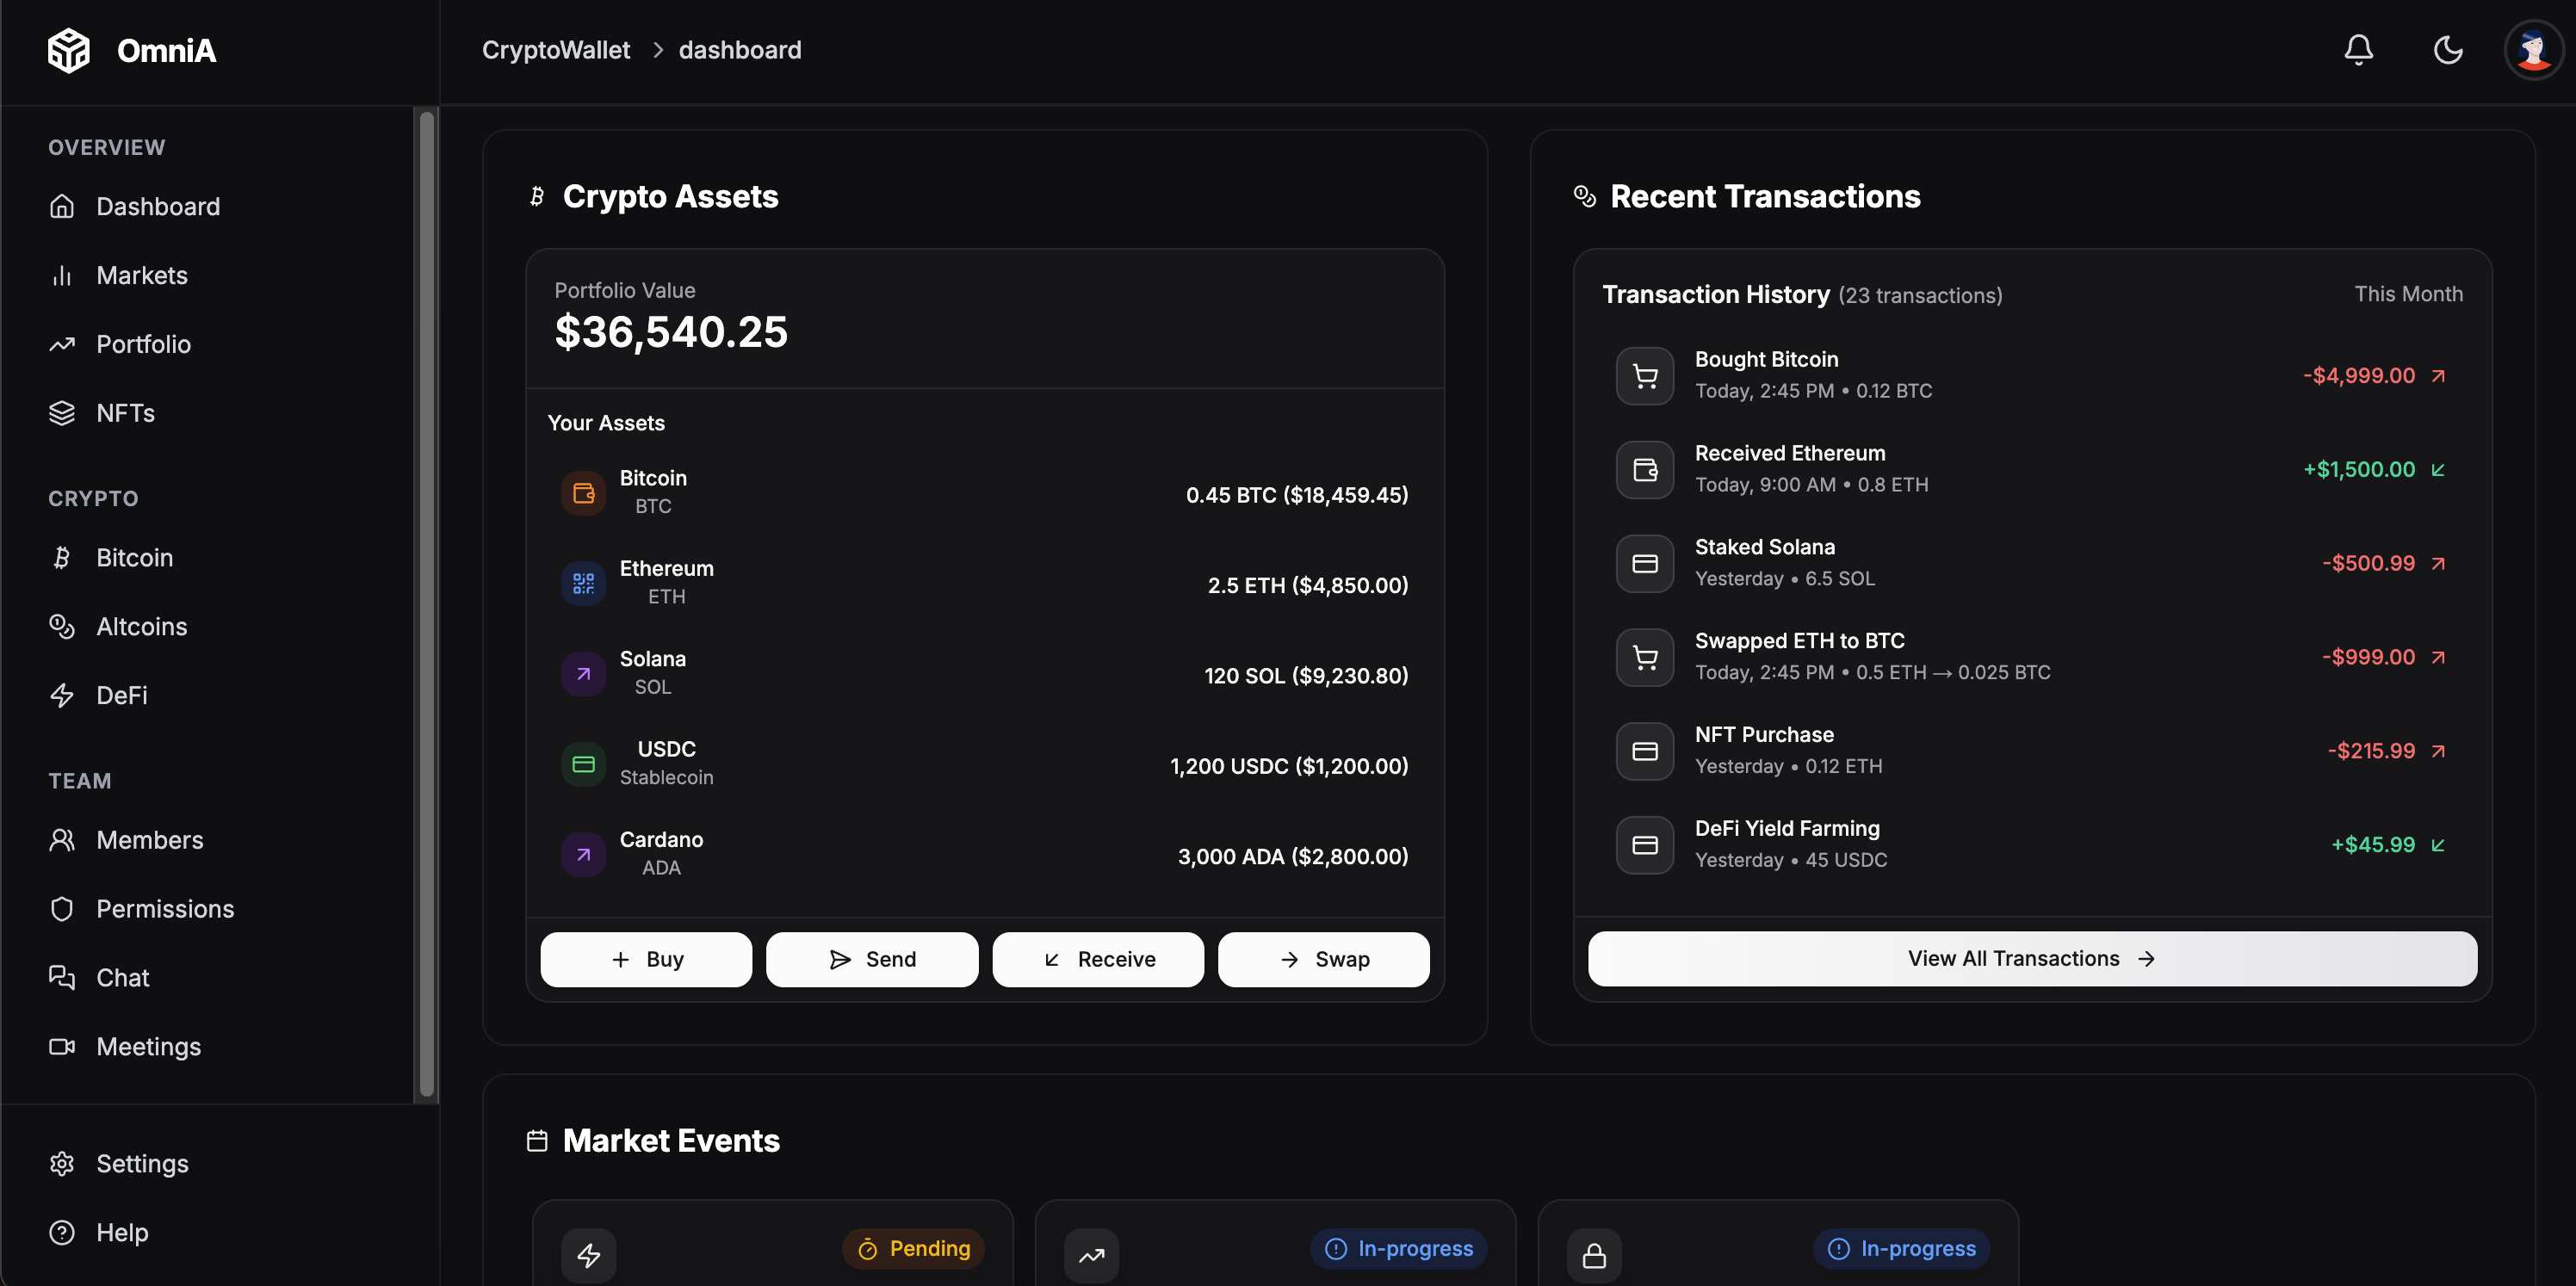 OmniA
CryptoWallet > dashboard
OVERVIEW
Dashboard
Markets
Portfolio
NFTs
CRYPTO
Bitcoin
Altcoins
DeFi
TEAM
Members
Permissions
Chat
Meetings
Settings
Help
Crypto Assets
Portfolio Value
$36,540.25
Your Assets
Bitcoin
BTC
0.45 BTC ($18,459.45)
Ethereum
ETH
2.5 ETH ($4,850.00)
Solana
SOL
120 SOL ($9,230.80)
USDC
Stablecoin
1,200 USDC ($1,200.00)
Cardano
ADA
3,000 ADA ($2,800.00)
Buy
Send
Receive
Swap
Recent Transactions
Transaction History (23 transactions)
This Month
Bought Bitcoin
Today, 2:45 PM • 0.12 BTC
-$4,999.00
Received Ethereum
Today, 9:00 AM • 0.8 ETH
+$1,500.00
Staked Solana
Yesterday • 6.5 SOL
-$500.99
Swapped ETH to BTC
Today, 2:45 PM • 0.5 ETH → 0.025 BTC
-$999.00
NFT Purchase
Yesterday • 0.12 ETH
-$215.99
DeFi Yield Farming
Yesterday • 45 USDC
+$45.99
View All Transactions →
Market Events
Pending
In-progress
In-progress